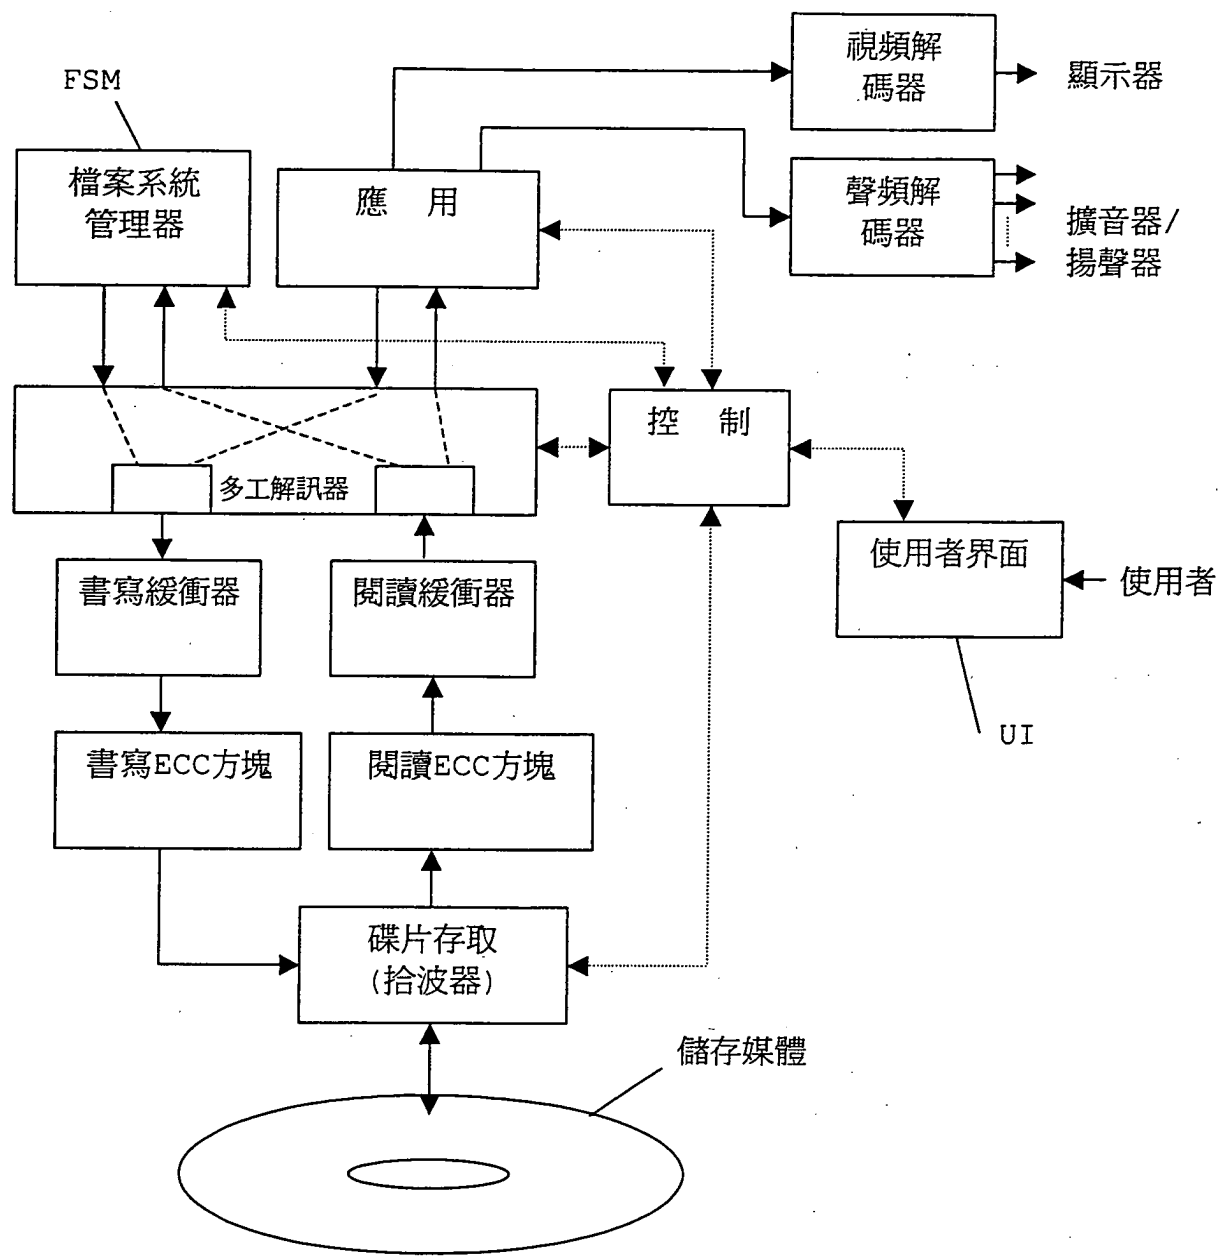 視頻解
碼器
顯示器
FSM
檔案系統
管理器
應 用
聲頻解
碼器
擴音器/
揚聲器
控 制
多工解訊器
使用者界面
使用者
書寫緩衝器
閱讀緩衝器
UI
書寫ECC方塊
閱讀ECC方塊
碟片存取
(拾波器)
儲存媒體